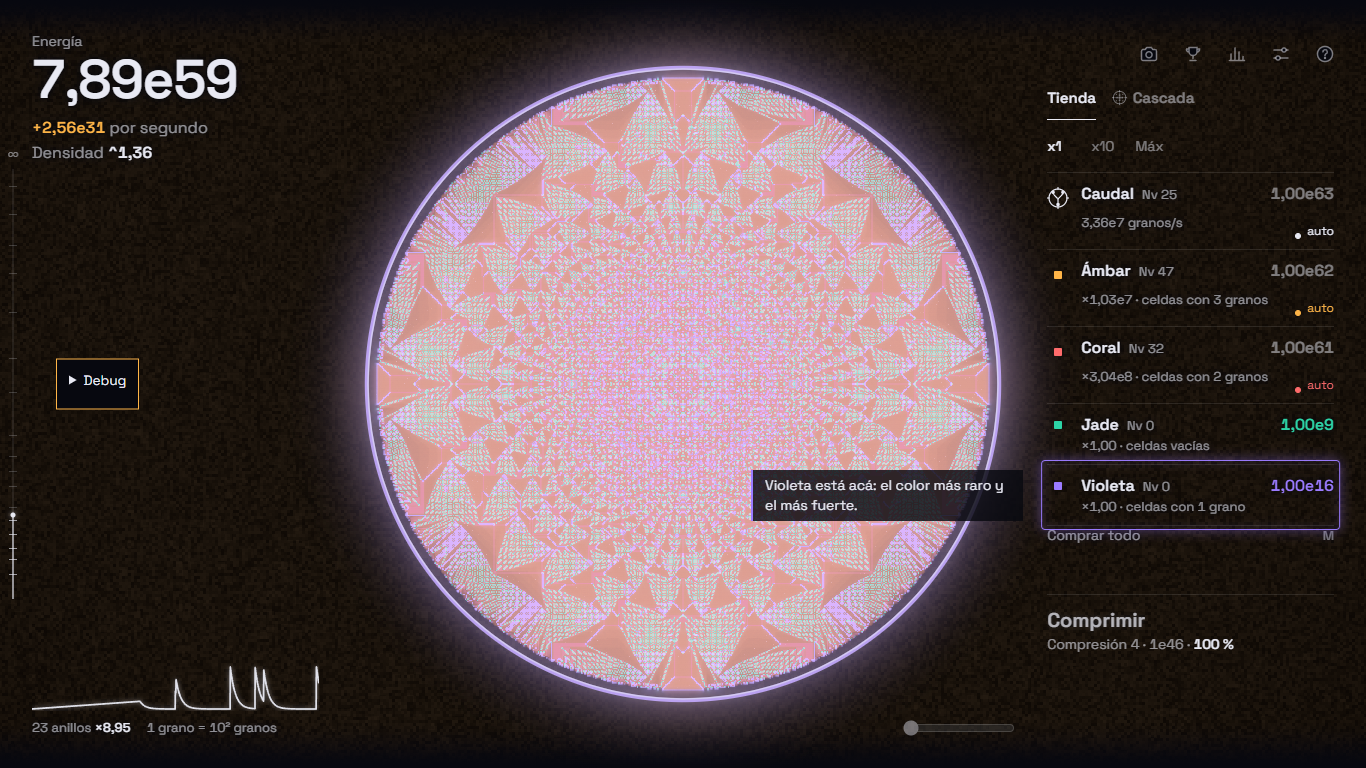 Energía
7,89e59
+2,56e31 por segundo
∞ Densidad ^1,36
Debug
23 anillos ×8,95 1 grano = 10² granos
Violeta está acá: el color más raro y
el más fuerte.
Tienda Cascada
x1 x10 Máx
Caudal Nv 25 1,00e63
3,36e7 granos/s
auto
Ámbar Nv 47 1,00e62
×1,03e7 · celdas con 3 granos
auto
Coral Nv 32 1,00e61
×3,04e8 · celdas con 2 granos
auto
Jade Nv 0 1,00e9
×1,00 · celdas vacías
Violeta Nv 0 1,00e16
×1,00 · celdas con 1 grano
Comprar todo M
Comprimir
Compresión 4 · 1e46 · 100 %